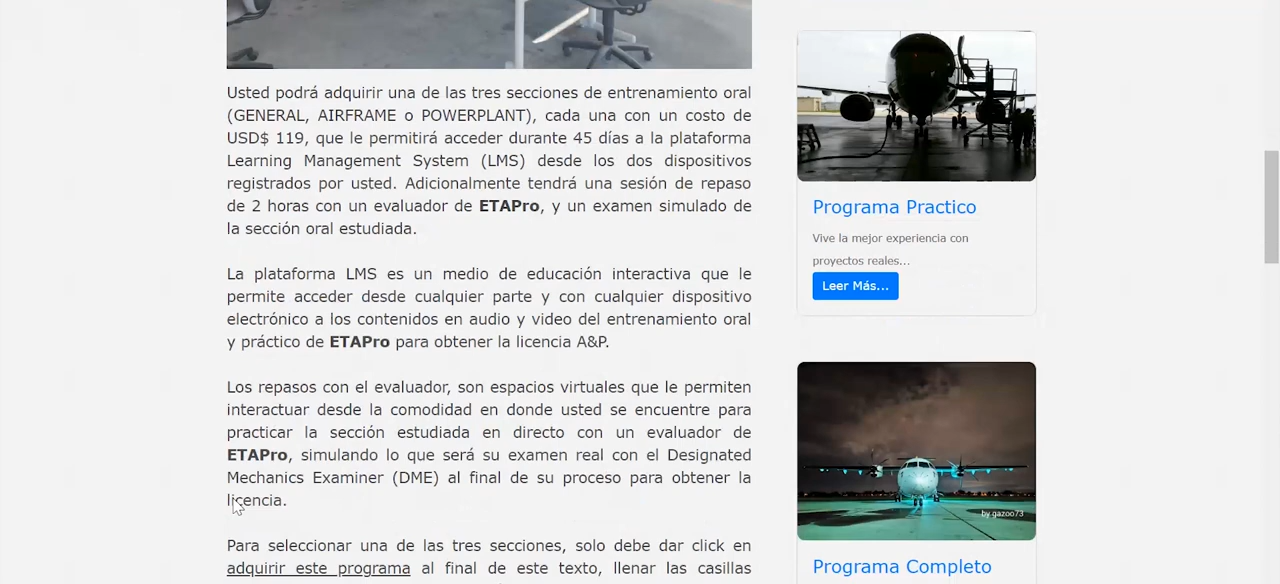 Usted podrá adquirir una de las tres secciones de entrenamiento oral
(GENERAL, AIRFRAME o POWERPLANT), cada una con un costo de
USD$ 119, que le permitirá acceder durante 45 días a la plataforma
Learning Management System (LMS) desde los dos dispositivos
registrados por usted. Adicionalmente tendrá una sesión de repaso
de 2 horas con un evaluador de ETAPro, y un examen simulado de
la sección oral estudiada.
La plataforma LMS es un medio de educación interactiva que le
permite acceder desde cualquier parte y con cualquier dispositivo
electrónico a los contenidos en audio y video del entrenamiento oral
y práctico de ETAPro para obtener la licencia A&P.
Los repasos con el evaluador, son espacios virtuales que le permiten
interactuar desde la comodidad en donde usted se encuentre para
practicar la sección estudiada en directo con un evaluador de
ETAPro, simulando lo que será su examen real con el Designated
Mechanics Examiner (DME) al final de su proceso para obtener la
licencia.
Para seleccionar una de las tres secciones, solo debe dar click en
adquirir este programa al final de este texto, llenar las casillas
Programa Practico
Vive la mejor experiencia con
proyectos reales...
Leer Más...
by gazoo73
Programa Completo